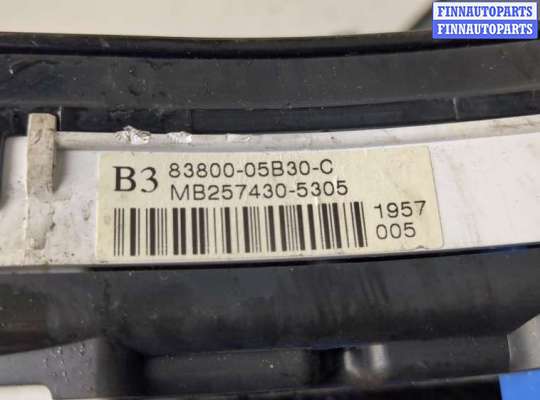 FINNAUTOPARTS
FINNAUTOPARTS
B3
83800-05B30-C
MB257430-5305
1957
005